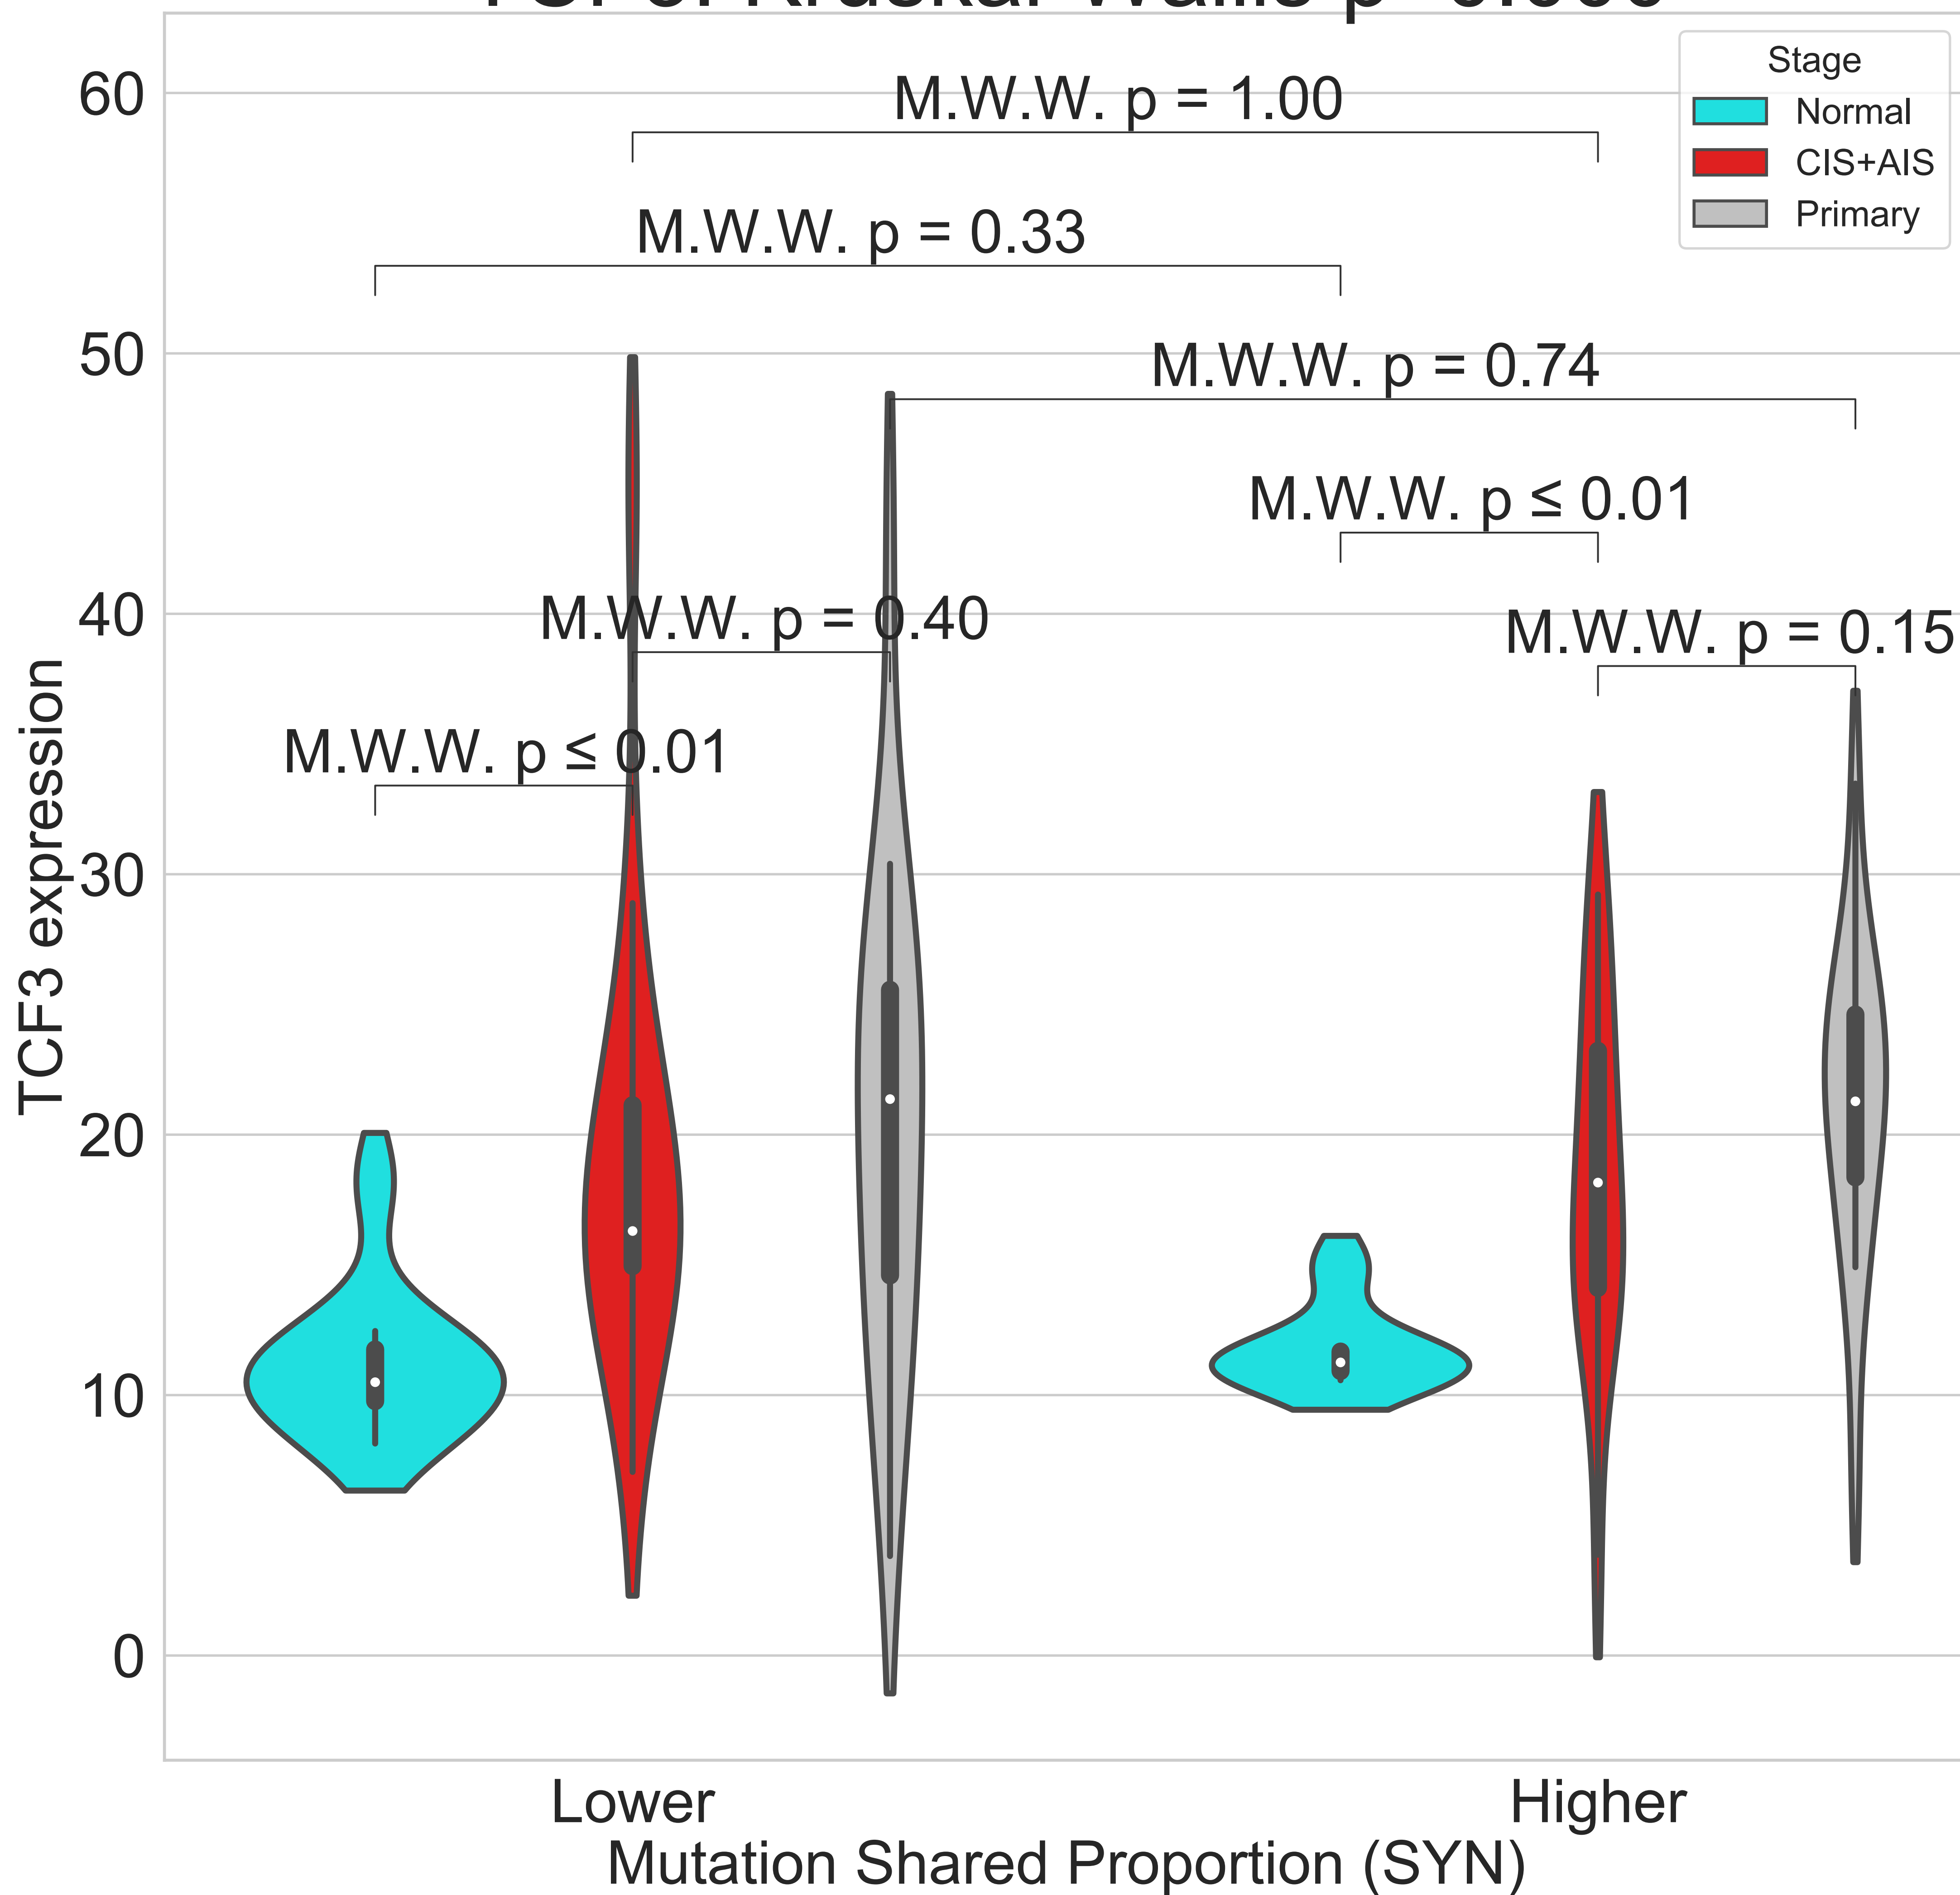 60
50
40
30
20
10
0
TCF3 expression
M.W.W. p = 1.00
M.W.W. p = 0.33
M.W.W. p = 0.74
M.W.W. p ≤ 0.01
M.W.W. p = 0.40
M.W.W. p = 0.15
M.W.W. p ≤ 0.01
Stage
Normal
CIS+AIS
Primary
Lower
Higher
Mutation Shared Proportion (SYN)